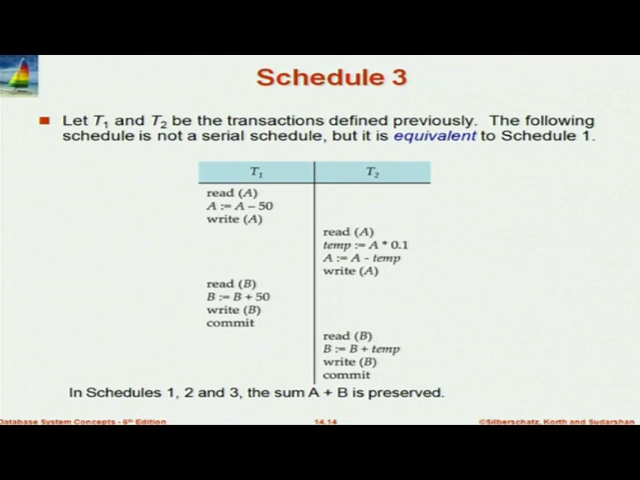 Schedule 3
Let T1 and T2 be the transactions defined previously. The following
schedule is not a serial schedule, but it is equivalent to Schedule 1.
T1 T2
read (A)
A := A – 50
write (A)
read (A)
temp := A * 0.1
A := A - temp
write (A)
read (B)
B := B + 50
write (B)
commit
read (B)
B := B + temp
write (B)
commit
In Schedules 1, 2 and 3, the sum A + B is preserved.
Database System Concepts - 6th Edition 14.14 ©Silberschatz, Korth and Sudarshan